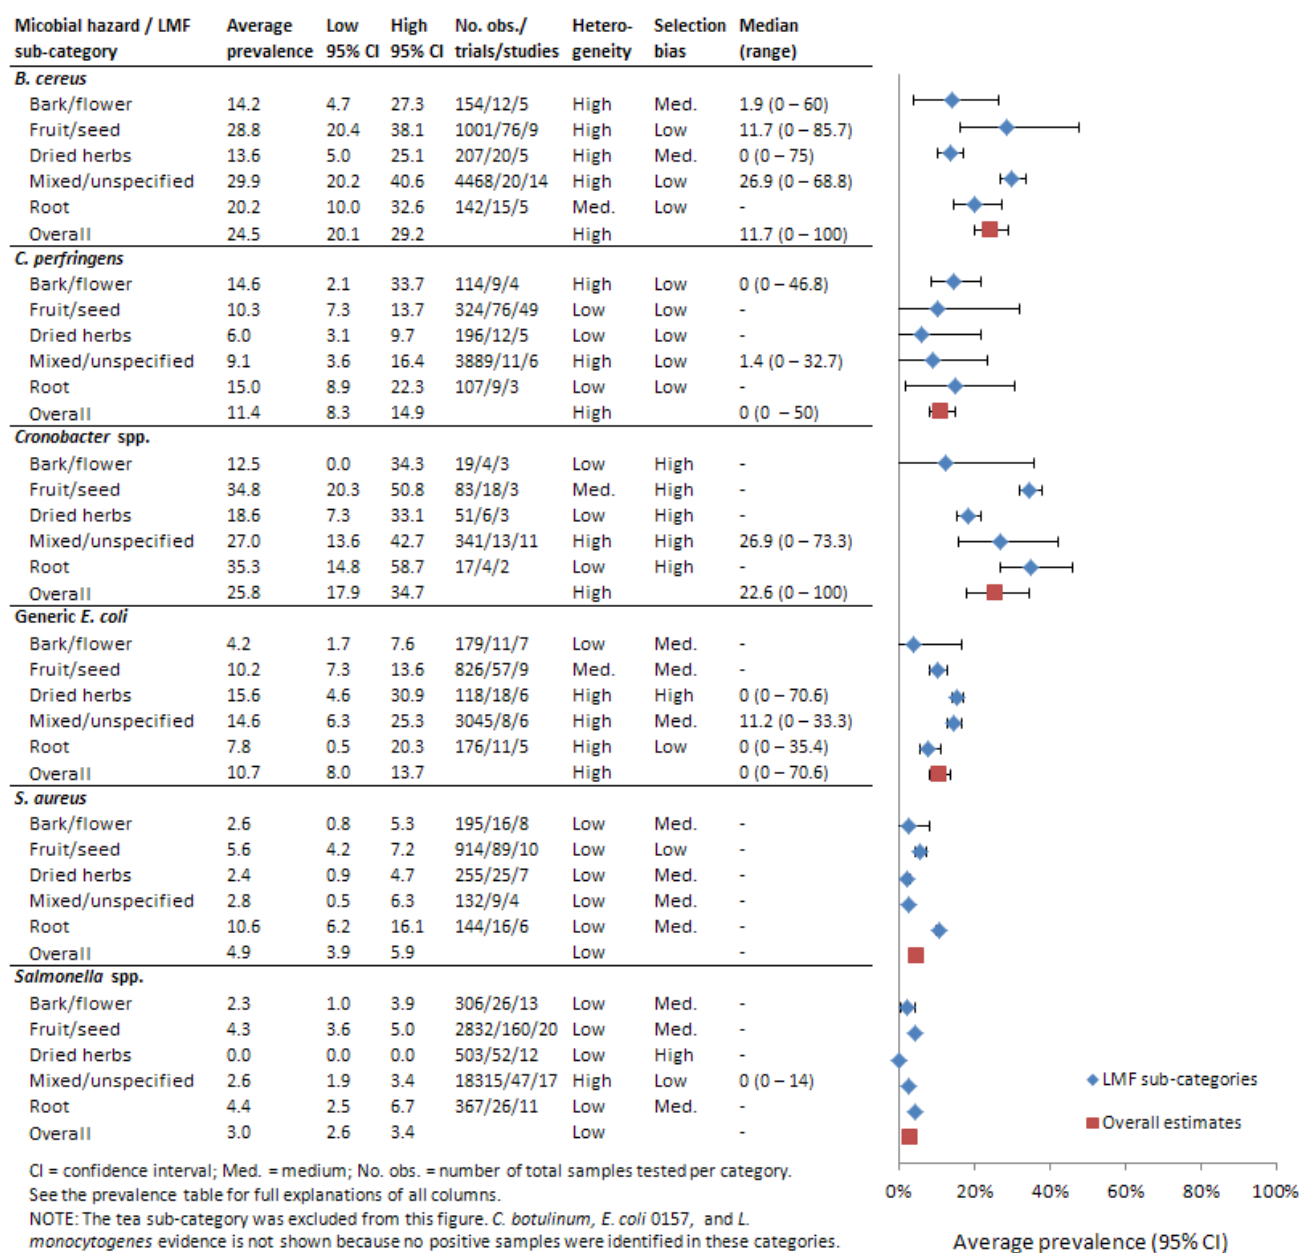 Micobial hazard / LMF Average Low High No. obs./ Hetero- Selection Median
sub-category prevalence 95% CI 95% CI trials/studies geneity bias (range)
B. cereus
Bark/flower 14.2 4.7 27.3 154/12/5 High Med. 1.9 (0 – 60)
Fruit/seed 28.8 20.4 38.1 1001/76/9 High Low 11.7 (0 – 85.7)
Dried herbs 13.6 5.0 25.1 207/20/5 High Med. 0 (0 – 75)
Mixed/unspecified 29.9 20.2 40.6 4468/20/14 High Low 26.9 (0 – 68.8)
Root 20.2 10.0 32.6 142/15/5 Med. Low -
Overall 24.5 20.1 29.2 High 11.7 (0 – 100)
C. perfringens
Bark/flower 14.6 2.1 33.7 114/9/4 High Low 0 (0 – 46.8)
Fruit/seed 10.3 7.3 13.7 324/76/49 Low Low -
Dried herbs 6.0 3.1 9.7 196/12/5 Low Low -
Mixed/unspecified 9.1 3.6 16.4 3889/11/6 High Low 1.4 (0 – 32.7)
Root 15.0 8.9 22.3 107/9/3 Low Low -
Overall 11.4 8.3 14.9 High 0 (0 – 50)
Cronobacter spp.
Bark/flower 12.5 0.0 34.3 19/4/3 Low High -
Fruit/seed 34.8 20.3 50.8 83/18/3 Med. High -
Dried herbs 18.6 7.3 33.1 51/6/3 Low High -
Mixed/unspecified 27.0 13.6 42.7 341/13/11 High High 26.9 (0 – 73.3)
Root 35.3 14.8 58.7 17/4/2 Low High -
Overall 25.8 17.9 34.7 High 22.6 (0 – 100)
Generic E. coli
Bark/flower 4.2 1.7 7.6 179/11/7 Low Med. -
Fruit/seed 10.2 7.3 13.6 826/57/9 Med. Med. -
Dried herbs 15.6 4.6 30.9 118/18/6 High High 0 (0 – 70.6)
Mixed/unspecified 14.6 6.3 25.3 3045/8/6 High Med. 11.2 (0 – 33.3)
Root 7.8 0.5 20.3 176/11/5 High Low 0 (0 – 35.4)
Overall 10.7 8.0 13.7 High 0 (0 – 70.6)
S. aureus
Bark/flower 2.6 0.8 5.3 195/16/8 Low Med. -
Fruit/seed 5.6 4.2 7.2 914/89/10 Low Low -
Dried herbs 2.4 0.9 4.7 255/25/7 Low Med. -
Mixed/unspecified 2.8 0.5 6.3 132/9/4 Low Med. -
Root 10.6 6.2 16.1 144/16/6 Low Med. -
Overall 4.9 3.9 5.9 Low -
Salmonella spp.
Bark/flower 2.3 1.0 3.9 306/26/13 Low Med. -
Fruit/seed 4.3 3.6 5.0 2832/160/20 Low Med. -
Dried herbs 0.0 0.0 0.0 503/52/12 Low High -
Mixed/unspecified 2.6 1.9 3.4 18315/47/17 High Low 0 (0 – 14)
Root 4.4 2.5 6.7 367/26/11 Low Med. -
Overall 3.0 2.6 3.4 Low -
LMF sub-categories
Overall estimates
CI = confidence interval; Med. = medium; No. obs. = number of total samples tested per category.
See the prevalence table for full explanations of all columns.
NOTE: The tea sub-category was excluded from this figure. C. botulinum, E. coli 0157, and L.
monocytogenes evidence is not shown because no positive samples were identified in these categories.
0% 20% 40% 60% 80% 100%
Average prevalence (95% CI)